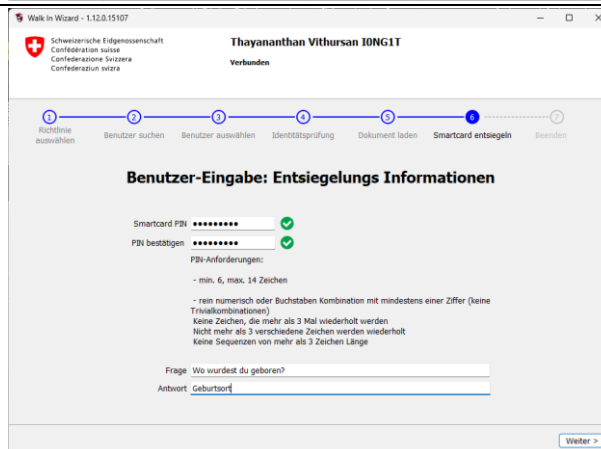 Walk In Wizard - 1.12.0.15107
Schweizerische Eidgenossenschaft
Confédération suisse
Confederazione Svizzera
Confederaziun svizra
Thayananthan Vithursan I0NG1T
Verbunden
1 2 3 4 5 6 7
Richtlinie auswählen Benutzer suchen Benutzer auswählen Identitätsprüfung Dokument laden Smartcard entsiegeln Beenden
Benutzer-Eingabe: Entsiegelungs Informationen
Smartcard PIN •••••••••
PIN bestätigen •••••••••
PIN-Anforderungen:
- min. 6, max. 14 Zeichen
- rein numerisch oder Buchstaben Kombination mit mindestens einer Ziffer (keine
Trivialkombinationen)
Keine Zeichen, die mehr als 3 Mal wiederholt werden
Nicht mehr als 3 verschiedene Zeichen werden wiederholt
Keine Sequenzen von mehr als 3 Zeichen Länge
Frage Wo wurdest du geboren?
Antwort Geburtsort
Weiter >